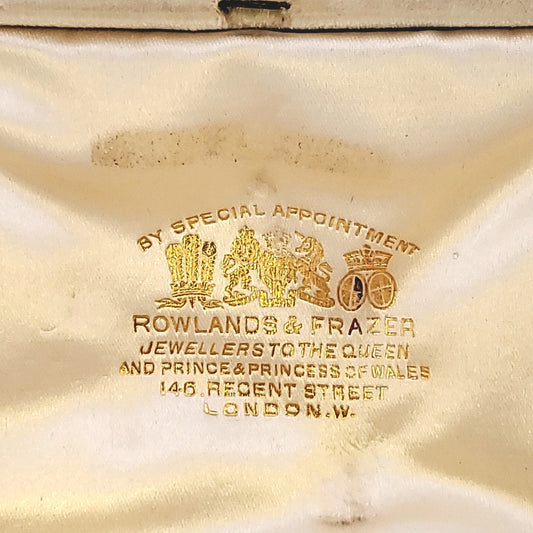 BY SPECIAL APPOINTMENT
ROWLANDS & FRAZER
JEWELLERS TO THE QUEEN
AND PRINCE & PRINCESS OF WALES
146, REGENT STREET
LONDON. W.